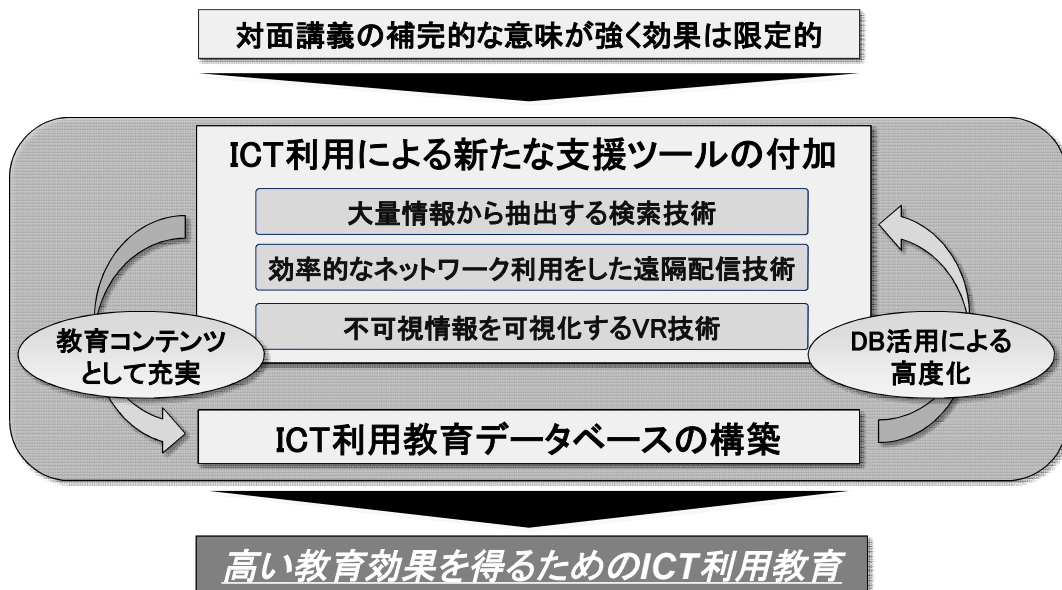 対面講義の補完的な意味が強く効果は限定的
ICT利用による新たな支援ツールの付加
大量情報から抽出する検索技術
効率的なネットワーク利用をした遠隔配信技術
不可視情報を可視化するVR技術
教育コンテンツ
として充実
DB活用による
高度化
ICT利用教育データベースの構築
高い教育効果を得るためのICT利用教育